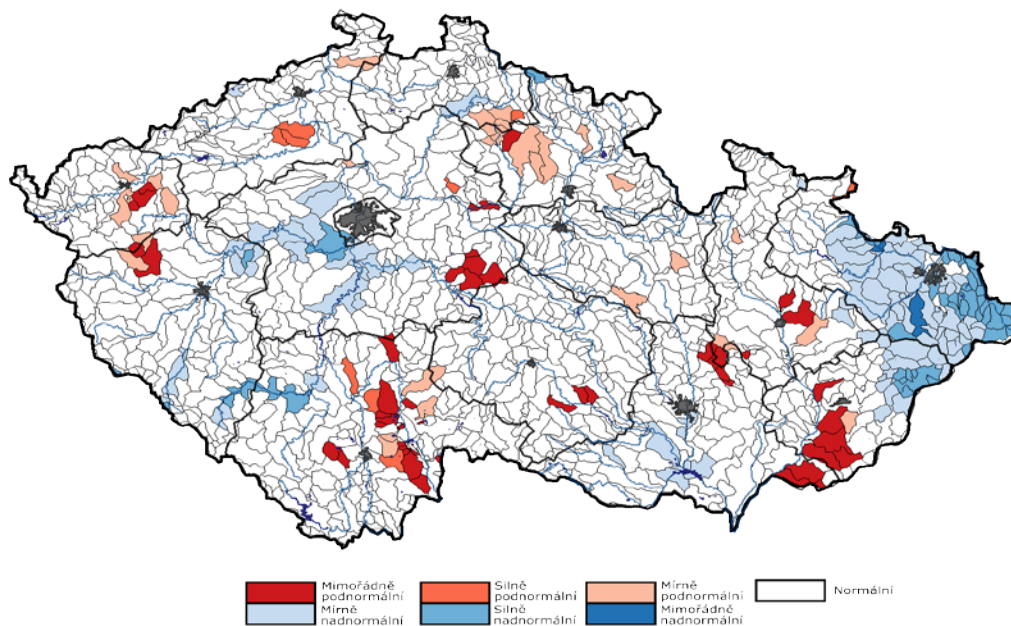 Mimořádně
podnormální
Silně
podnormální
Mírně
podnormální
Normální
Mírně
nadnormální
Silně
nadnormální
Mimořádně
nadnormální